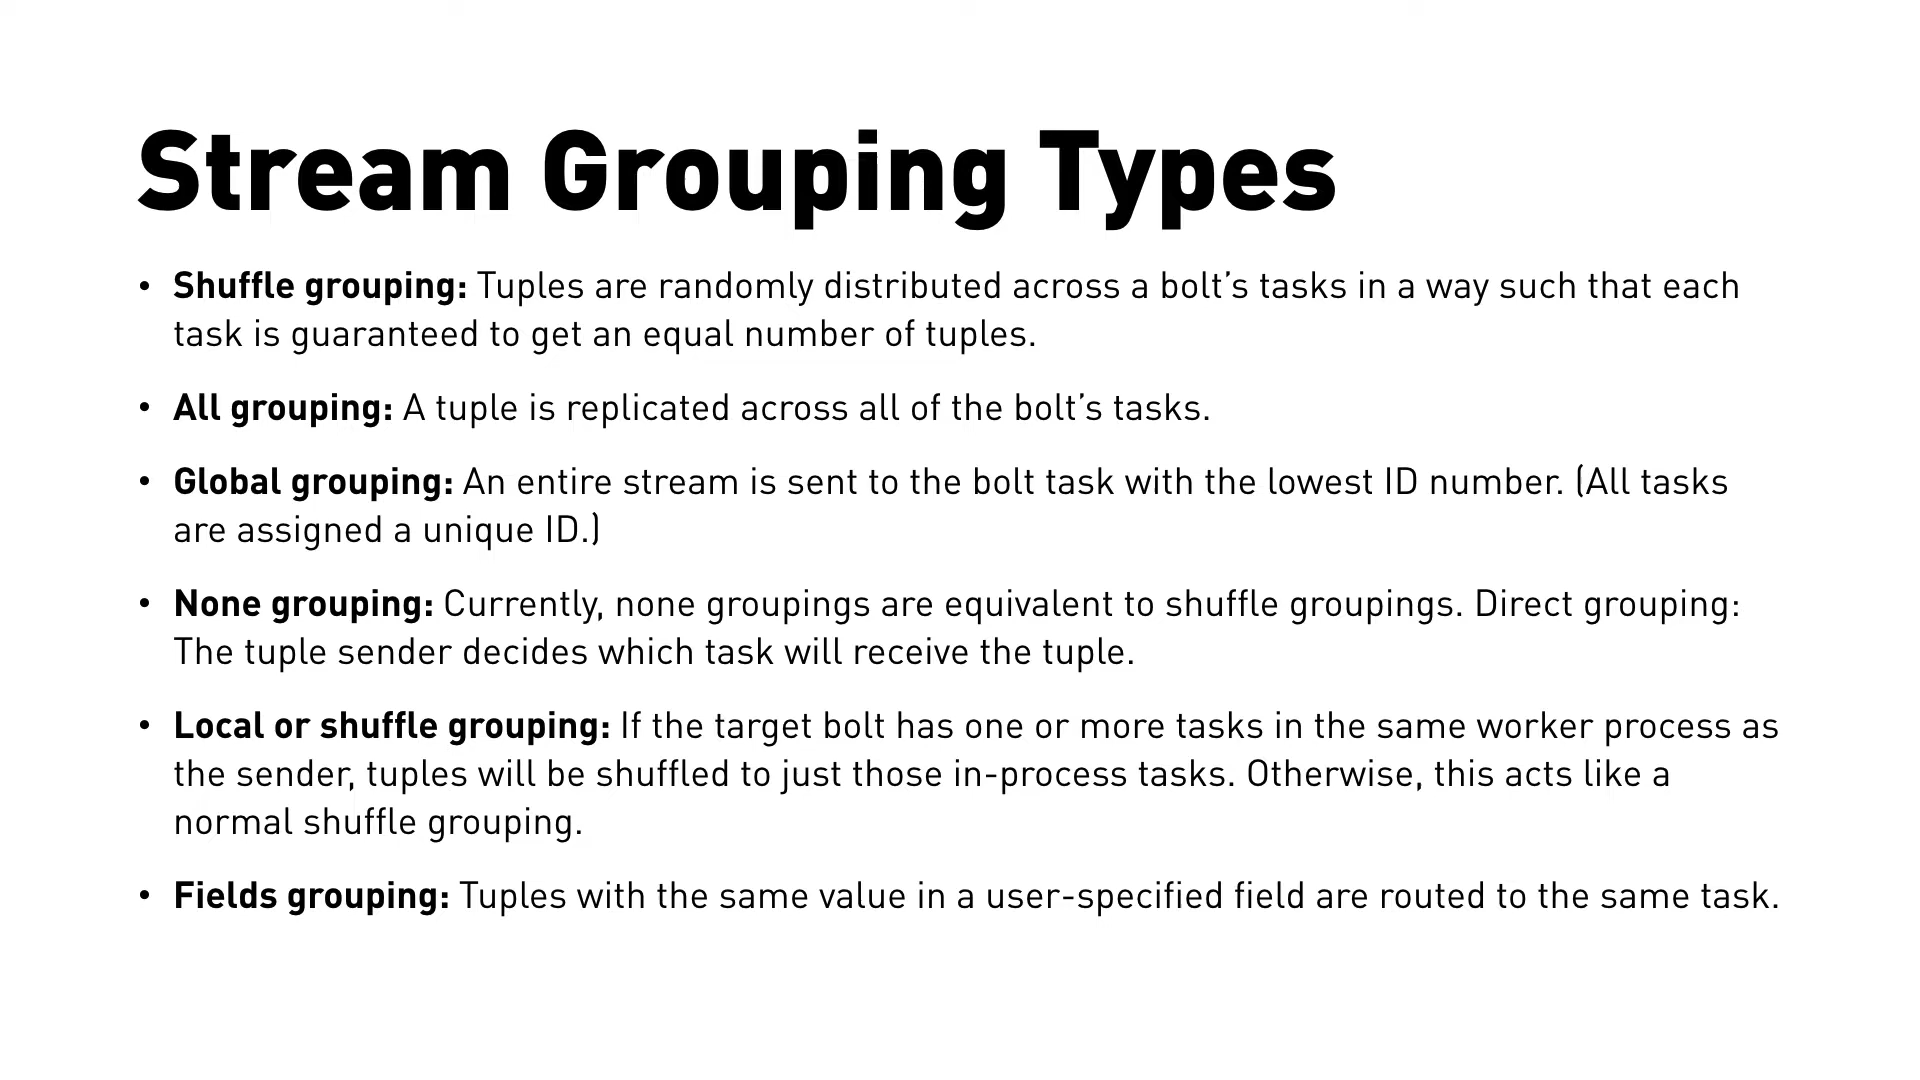 Stream Grouping Types
• Shuffle grouping: Tuples are randomly distributed across a bolt’s tasks in a way such that each
task is guaranteed to get an equal number of tuples.
• All grouping: A tuple is replicated across all of the bolt’s tasks.
• Global grouping: An entire stream is sent to the bolt task with the lowest ID number. (All tasks
are assigned a unique ID.)
• None grouping: Currently, none groupings are equivalent to shuffle groupings. Direct grouping:
The tuple sender decides which task will receive the tuple.
• Local or shuffle grouping: If the target bolt has one or more tasks in the same worker process as
the sender, tuples will be shuffled to just those in-process tasks. Otherwise, this acts like a
normal shuffle grouping.
• Fields grouping: Tuples with the same value in a user-specified field are routed to the same task.